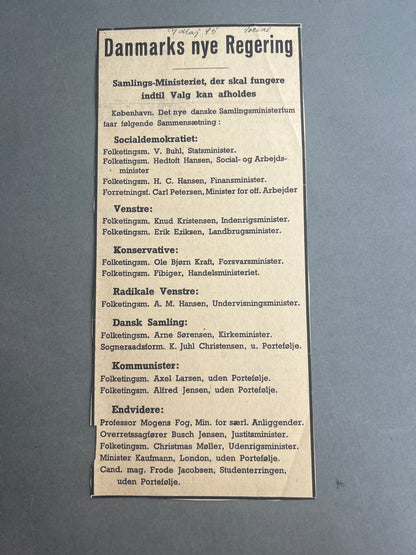 7 Maj 45
Danmarks nye Regering
Samlings-Ministeriet, der skal fungere
indtil Valg kan afholdes
København. Det nye danske Samlingsministerium
faar følgende Sammensætning:
Socialdemokratiet:
Folketingsm. V. Buhl, Statsminister.
Folketingsm. Hedtoft Hansen, Social- og Arbejds-
minister
Folketingsm. H. C. Hansen, Finansminister.
Forretningsf. Carl Petersen, Minister for off. Arbejder
Venstre:
Folketingsm. Knud Kristensen, Indenrigsminister.
Folketingsm. Erik Eriksen, Landbrugsminister.
Konservative:
Folketingsm. Ole Bjørn Kraft, Forsvarsminister.
Folketingsm. Fibiger, Handelsministeriet.
Radikale Venstre:
Folketingsm. A. M. Hansen, Undervisningsminister.
Dansk Samling:
Folketingsm. Arne Sørensen, Kirkeminister.
Sogneraadsform. K. Juhl Christensen, u. Portefølje.
Kommunister:
Folketingsm. Axel Larsen, uden Portefølje.
Folketingsm. Alfred Jensen, uden Portefølje.
Endvidere:
Professor Mogens Fog, Min. for særl. Anliggender.
Overretssagfører Busch Jensen, Justitsminister.
Folketingsm. Christmas Møller, Udenrigsminister.
Minister Kaufmann, London, uden Portefølje.
Cand. mag. Frode Jacobsen, Studenterringen,
uden Portefølje.